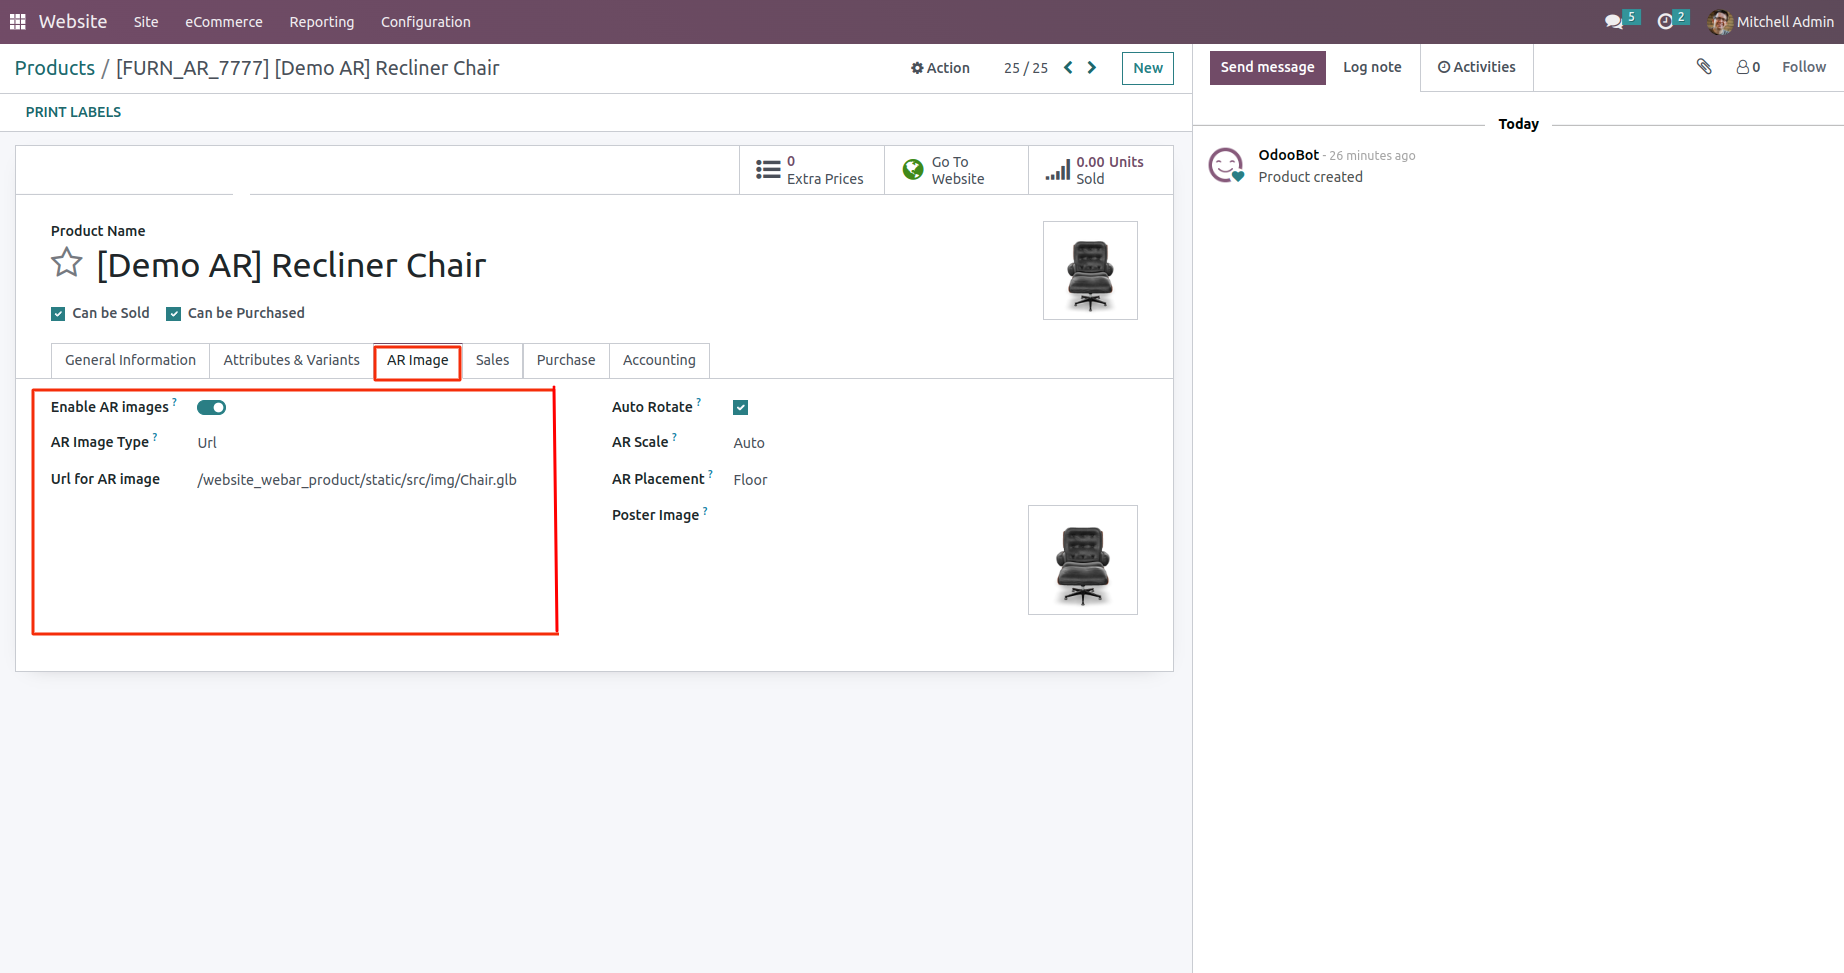 Website Site eCommerce Reporting Configuration 5 2 Mitchell Admin
Products / [FURN_AR_7777] [Demo AR] Recliner Chair Action 25 / 25 New
Send message Log note Activities 0 Follow
PRINT LABELS
Today
OdooBot - 26 minutes ago
Product created
0
Extra Prices
Go To
Website
0.00 Units
Sold
Product Name
[Demo AR] Recliner Chair
Can be Sold Can be Purchased
General Information Attributes & Variants AR Image Sales Purchase Accounting
Enable AR images ?
AR Image Type ? Url
Url for AR image /website_webar_product/static/src/img/Chair.glb
Auto Rotate ?
AR Scale ? Auto
AR Placement ? Floor
Poster Image ?